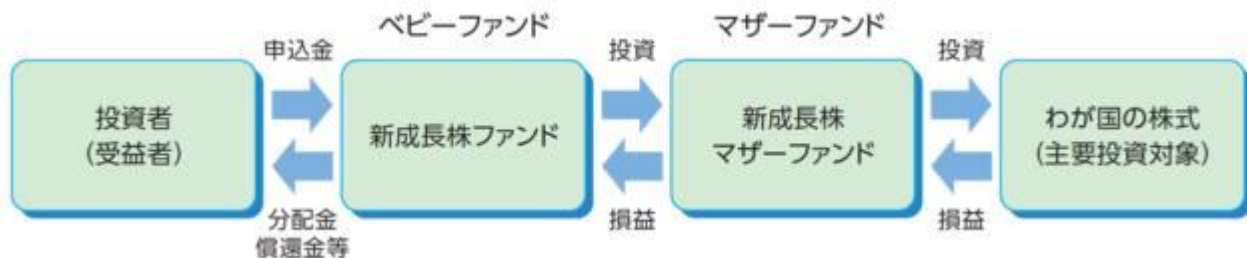 ベビーファンド
マザーファンド
申込金
投資
投資
投資者
(受益者)
新成長株ファンド
新成長株
マザーファンド
わが国の株式
(主要投資対象)
分配金
償還金等
損益
損益